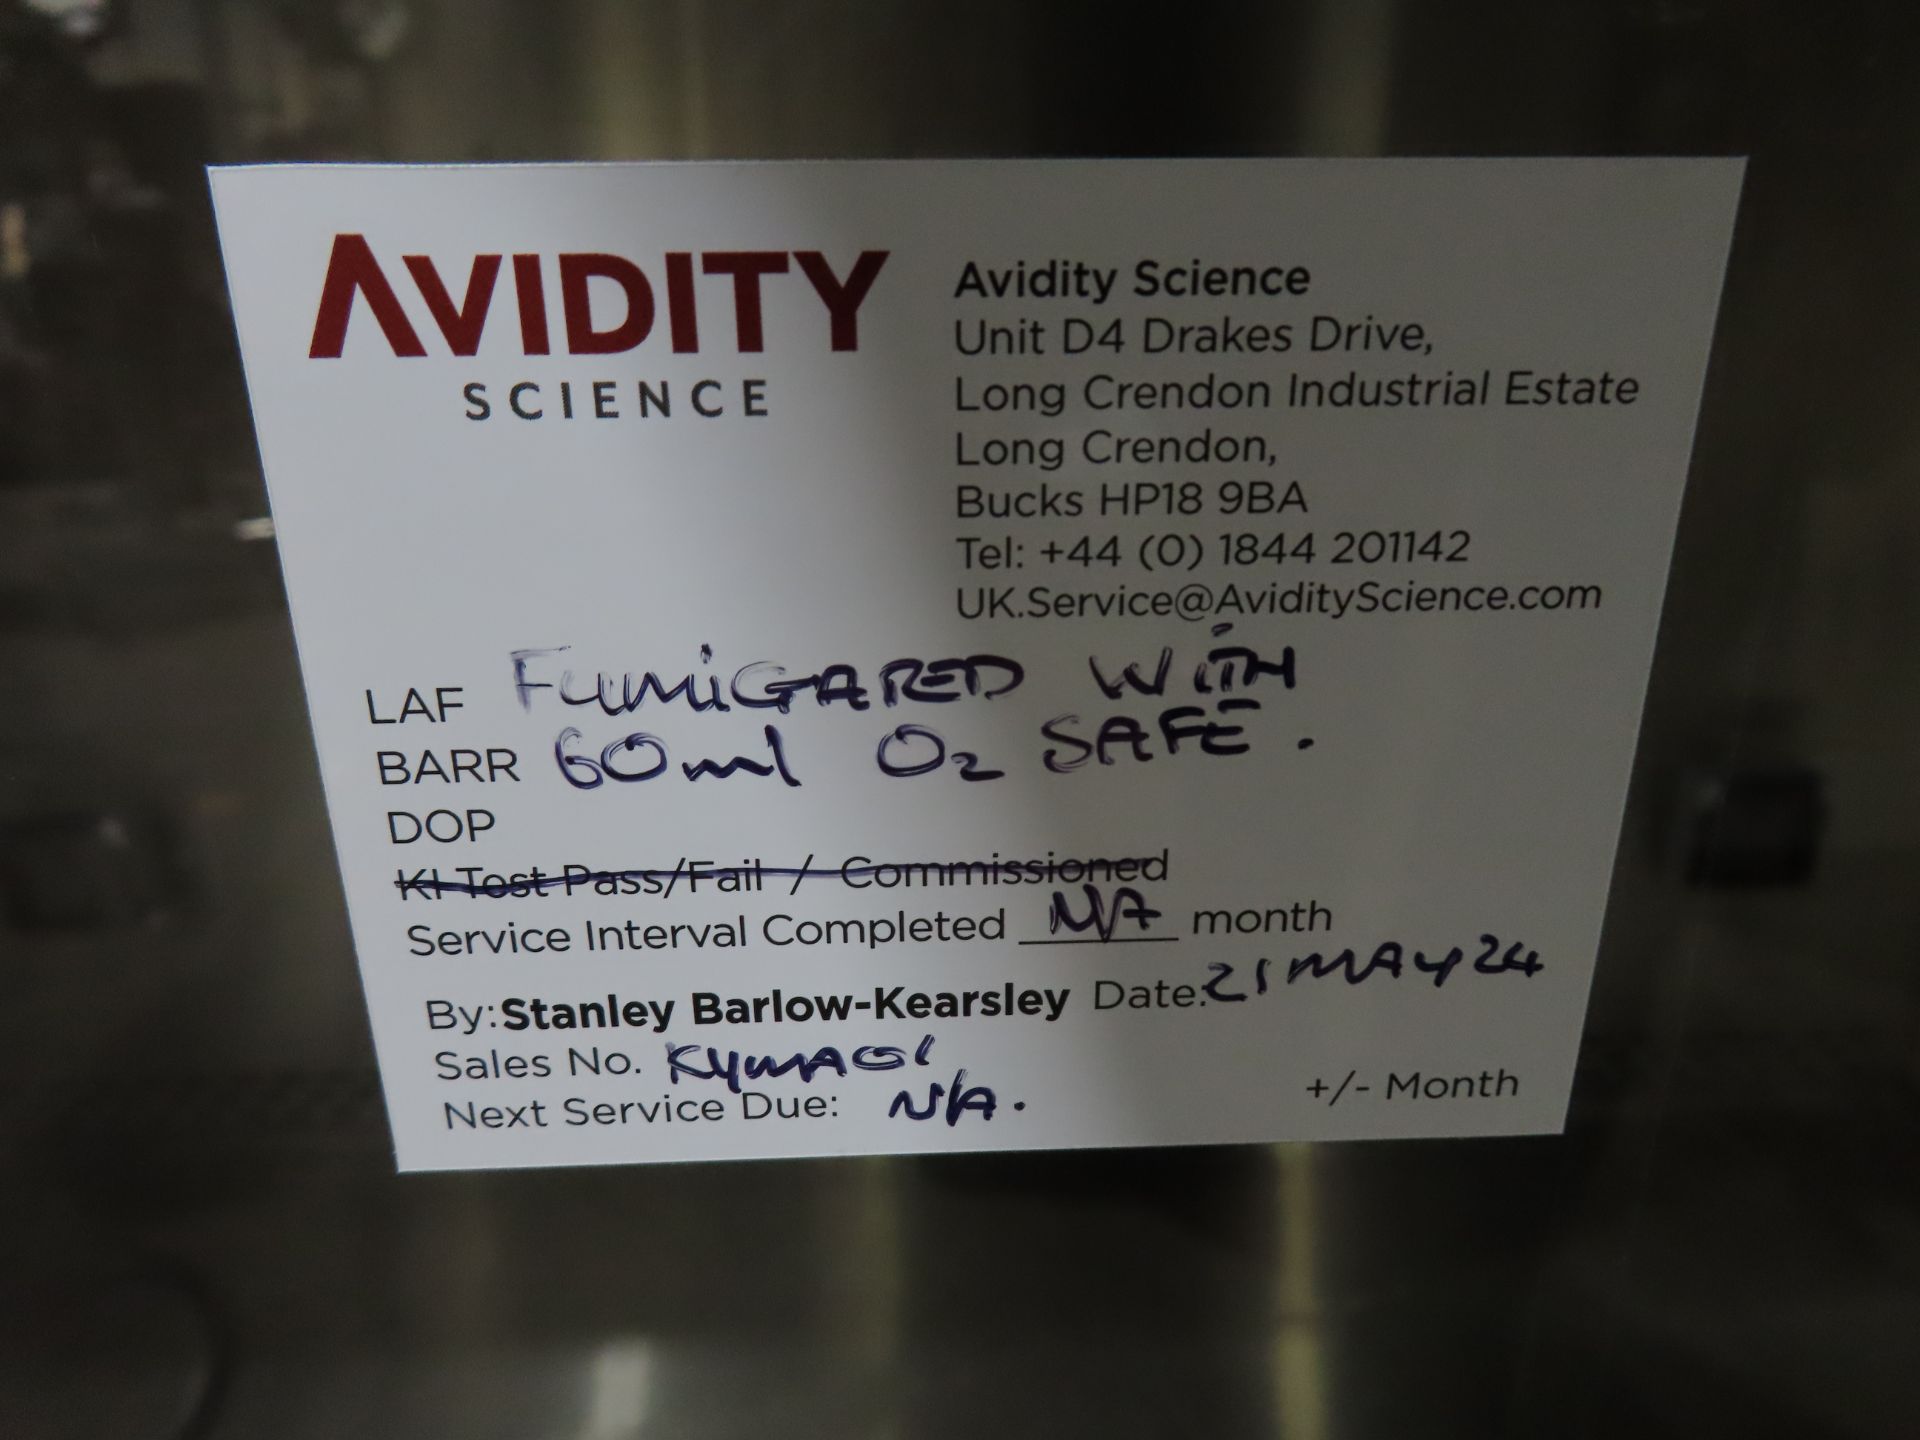 AVIDITY
SCIENCE
Avidity Science
Unit D4 Drakes Drive,
Long Crendon Industrial Estate
Long Crendon,
Bucks HP18 9BA
Tel: +44 (0) 1844 201142
UK.Service@AvidityScience.com
LAF FUMiGARED WITH
BARR 60ml O2 SAFE.
DOP
KI Test Pass/Fail / Commissioned
Service Interval Completed N/A month
By: Stanley Barlow-Kearsley Date: 21 MAY 24
Sales No. KYMA01
Next Service Due: N/A. +/- Month